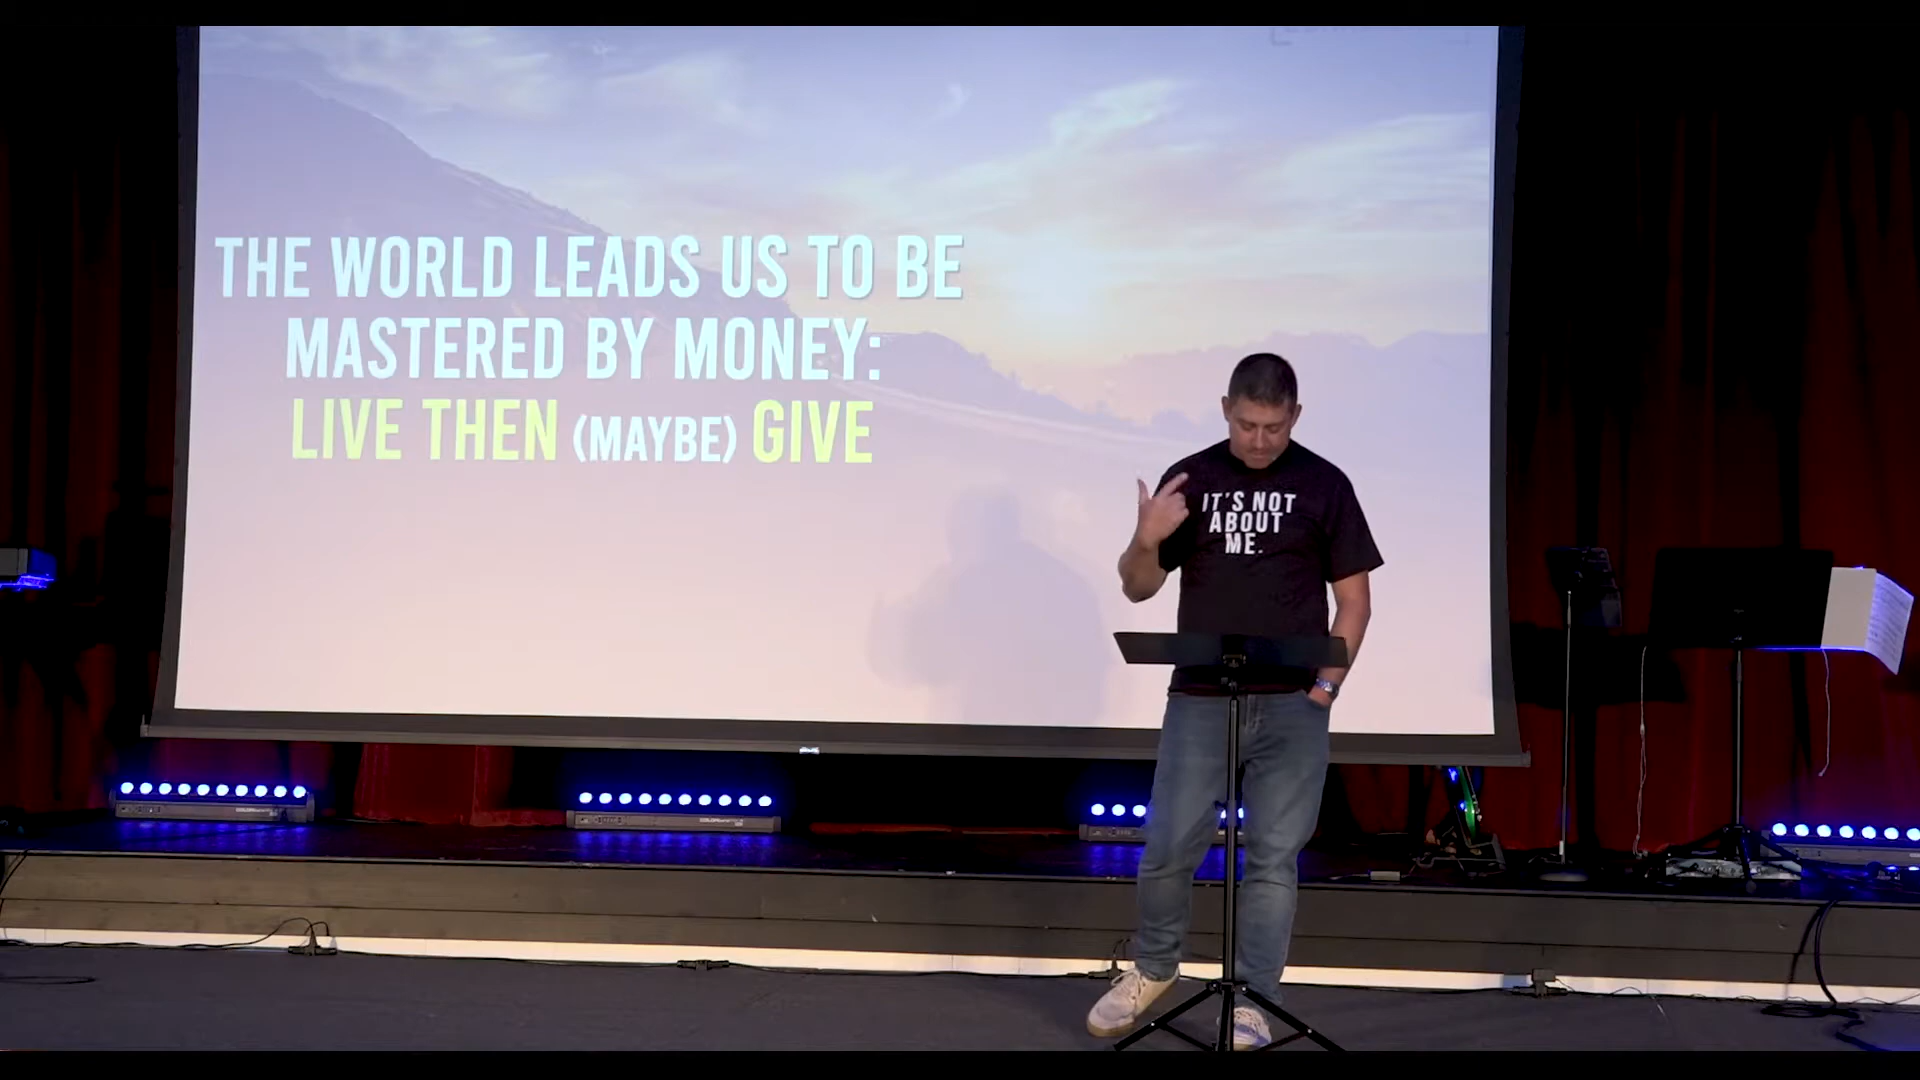 THE WORLD LEADS US TO BE
MASTERED BY MONEY:
LIVE THEN (MAYBE) GIVE
IT'S NOT
ABOUT
ME.